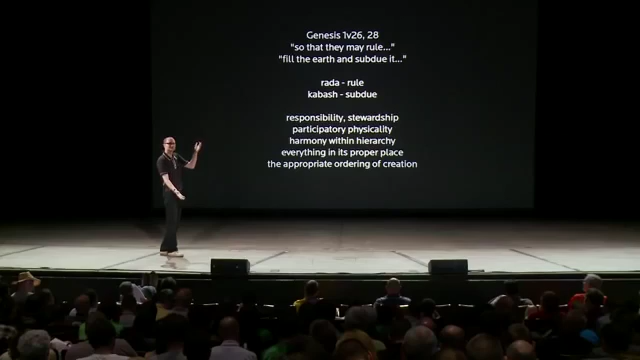 Genesis 1v26, 28
"so that they may rule..."
"fill the earth and subdue it..."
rada - rule
kabash - subdue
responsibility, stewardship
participatory physicality
harmony within hierarchy
everything in its proper place
the appropriate ordering of creation